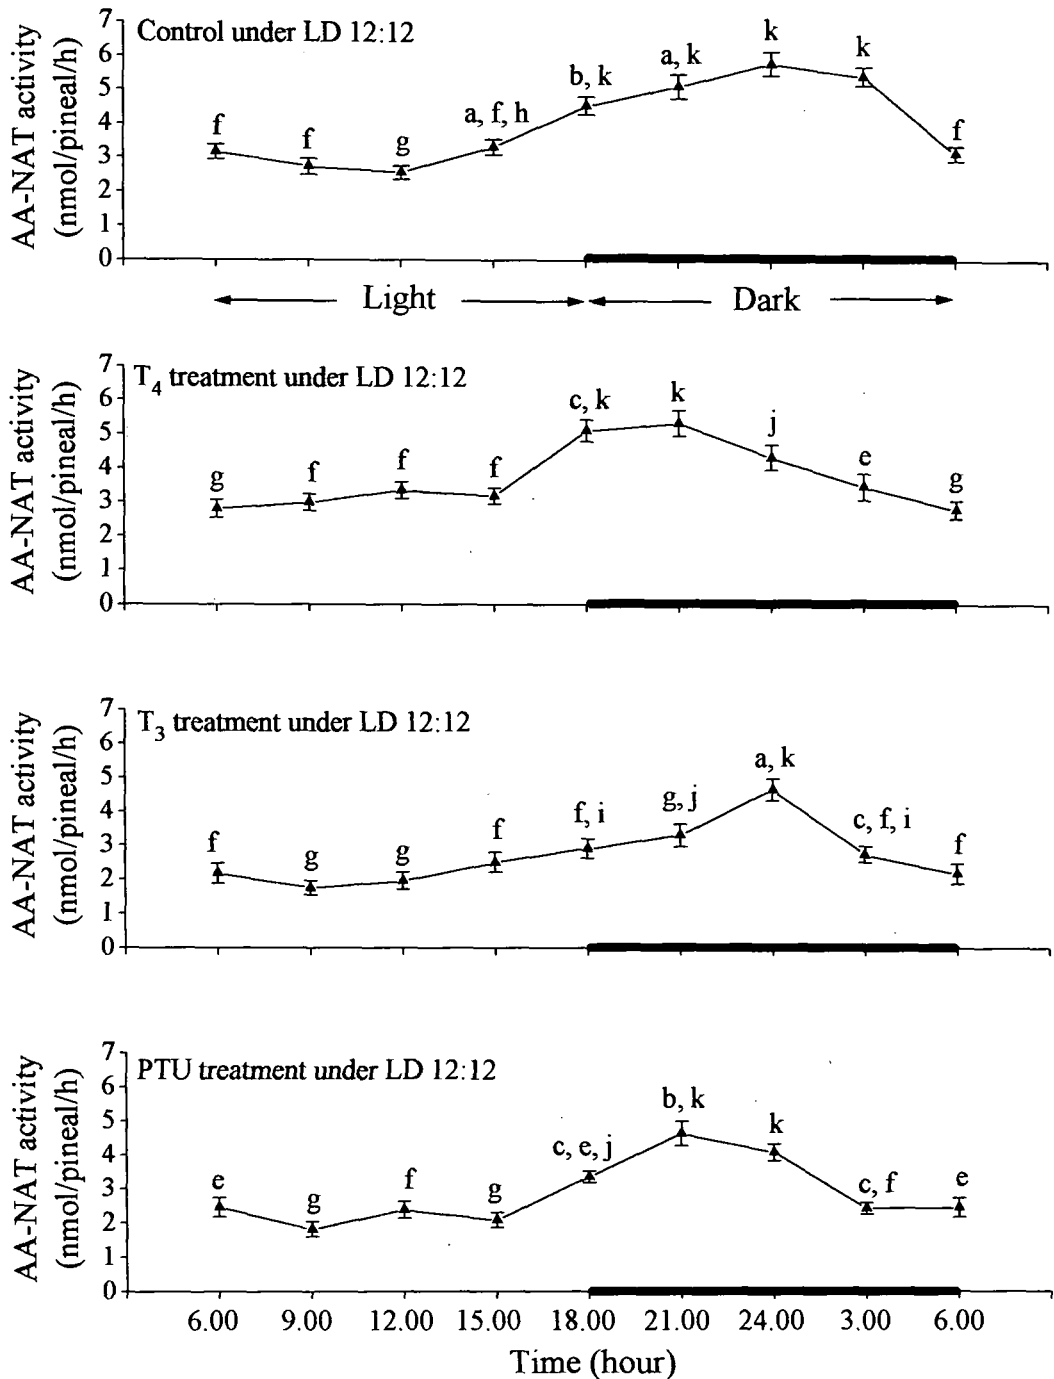 AA-NAT activity
(nmol/pineal/h)
Control under LD 12:12
7
6
5
4
3
2
1
0
f
f
g
a, f, h
b, k
a, k
k
k
f
Light
Dark
AA-NAT activity
(nmol/pineal/h)
T4 treatment under LD 12:12
7
6
5
4
3
2
1
0
g
f
f
f
c, k
k
j
e
g
AA-NAT activity
(nmol/pineal/h)
T3 treatment under LD 12:12
7
6
5
4
3
2
1
0
f
g
g
f
f, i
g, j
a, k
c, f, i
f
AA-NAT activity
(nmol/pineal/h)
PTU treatment under LD 12:12
7
6
5
4
3
2
1
0
e
g
f
g
c, e, j
b, k
k
c, f
e
6.00 9.00 12.00 15.00 18.00 21.00 24.00 3.00 6.00
Time (hour)